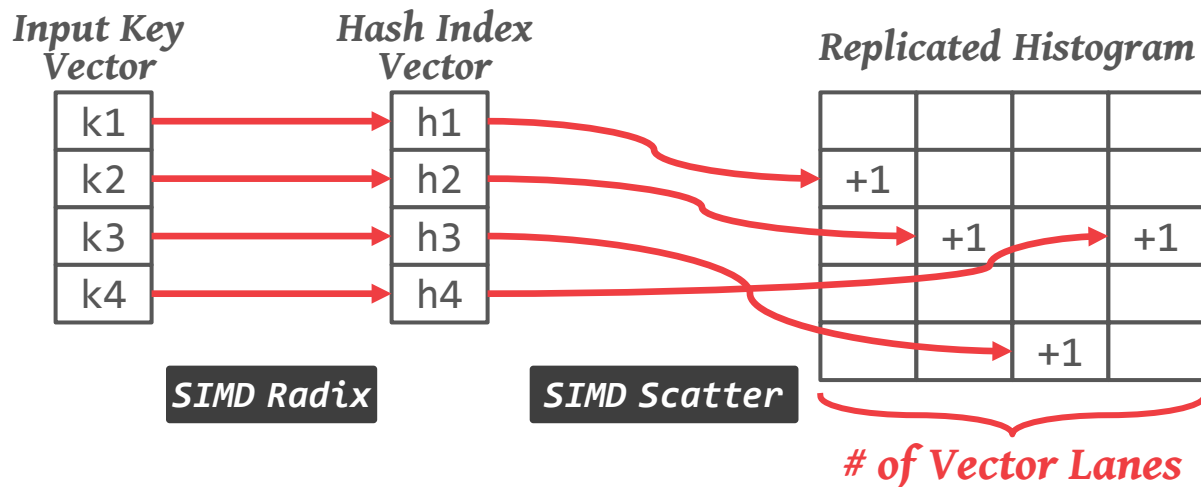 Input Key
Vector
Hash Index
Vector
Replicated Histogram
k1
h1
k2
h2
+1
k3
h3
+1
+1
k4
h4
+1
SIMD Radix
SIMD Scatter
# of Vector Lanes